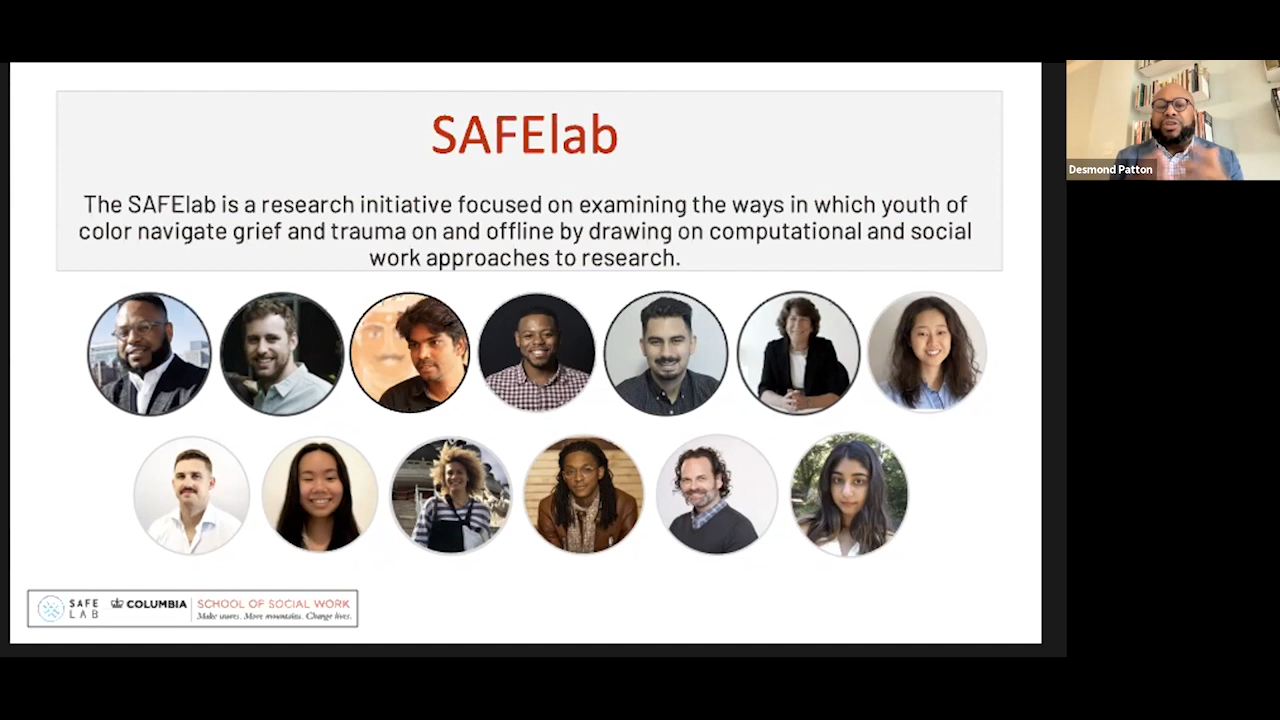 SAFElab
The SAFElab is a research initiative focused on examining the ways in which youth of
color navigate grief and trauma on and offline by drawing on computational and social
work approaches to research.
Desmond Patton
SAFE
LAB
COLUMBIA
SCHOOL OF SOCIAL WORK
Make waves. Move mountains. Change lives.